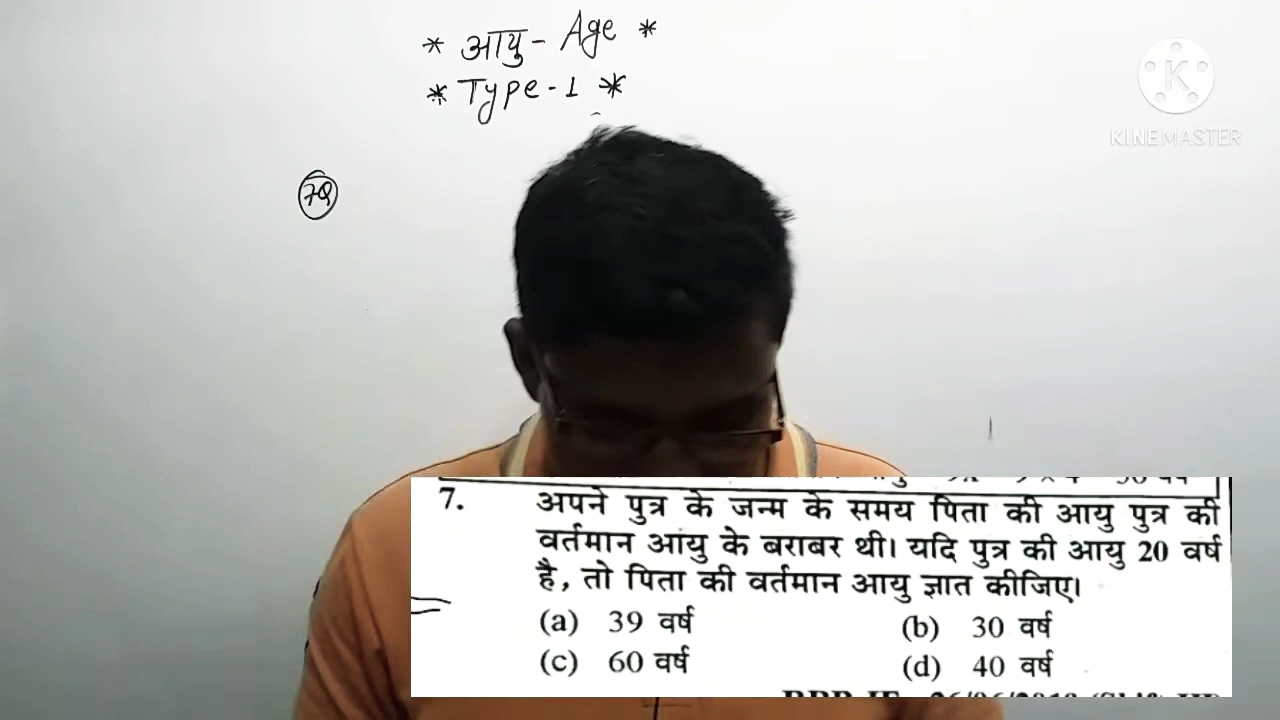 * आयु - Age *
* Type - 1 *
KINEMASTER
7Q
7. अपने पुत्र के जन्म के समय पिता की आयु पुत्र की
वर्तमान आयु के बराबर थी। यदि पुत्र की आयु 20 वर्ष
है, तो पिता की वर्तमान आयु ज्ञात कीजिए।
(a) 39 वर्ष (b) 30 वर्ष
(c) 60 वर्ष (d) 40 वर्ष